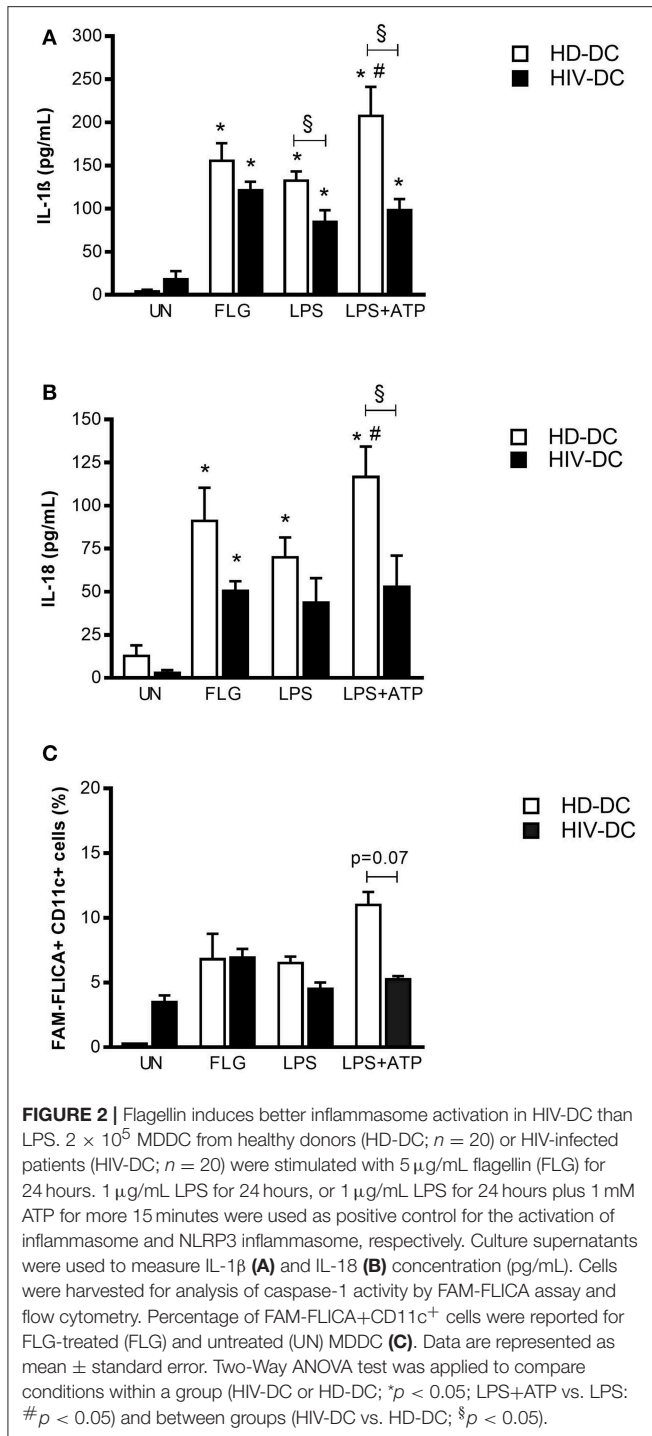 A
§
* #
§
* * * * *
HD-DC
HIV-DC
IL-1ß (pg/mL)
300
250
200
150
100
50
0
UN FLG LPS LPS+ATP
B
§
* #
* * *
HD-DC
HIV-DC
IL-18 (pg/mL)
150
125
100
75
50
25
0
UN FLG LPS LPS+ATP
C
HD-DC
HIV-DC
p=0.07
FAM-FLICA+ CD11c+ cells (%)
20
15
10
5
0
UN FLG LPS LPS+ATP
FIGURE 2 | Flagellin induces better inflammasome activation in HIV-DC than
LPS. 2 × 10⁵ MDDC from healthy donors (HD-DC; n = 20) or HIV-infected
patients (HIV-DC; n = 20) were stimulated with 5 µg/mL flagellin (FLG) for
24 hours. 1 µg/mL LPS for 24 hours, or 1 µg/mL LPS for 24 hours plus 1 mM
ATP for more 15 minutes were used as positive control for the activation of
inflammasome and NLRP3 inflammasome, respectively. Culture supernatants
were used to measure IL-1β (A) and IL-18 (B) concentration (pg/mL). Cells
were harvested for analysis of caspase-1 activity by FAM-FLICA assay and
flow cytometry. Percentage of FAM-FLICA+CD11c⁺ cells were reported for
FLG-treated (FLG) and untreated (UN) MDDC (C). Data are represented as
mean ± standard error. Two-Way ANOVA test was applied to compare
conditions within a group (HIV-DC or HD-DC; *p < 0.05; LPS+ATP vs. LPS:
#p < 0.05) and between groups (HIV-DC vs. HD-DC; §p < 0.05).